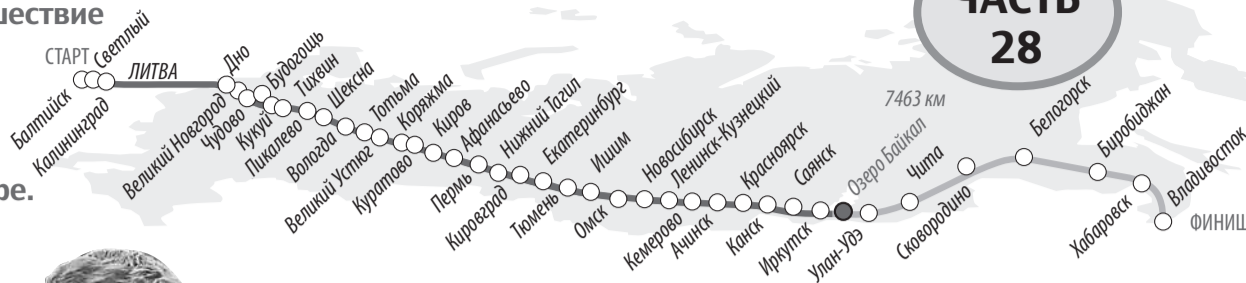 шествие
ЧАСТЬ
28
СТАРТ
Светлый
Балтийск
Калининград
ЛИТВА
Дно
Великий Новгород
Чудово
Будогощь
Кукуй
Тихвин
Пикалево
Шексна
Вологда
Тотьма
Великий Устюг
Коряжма
Куратово
Киров
Афанасьево
Пермь
Нижний Тагил
Кировград
Екатеринбург
Тюмень
Ишим
Омск
Новосибирск
Кемерово
Ленинск-Кузнецкий
Ачинск
Красноярск
Канск
Саянск
Иркутск
7463 км
Озеро Байкал
Улан-Удэ
Чита
Сковородино
Белогорск
Биробиджан
Хабаровск
Владивосток
ФИНИШ
ре.